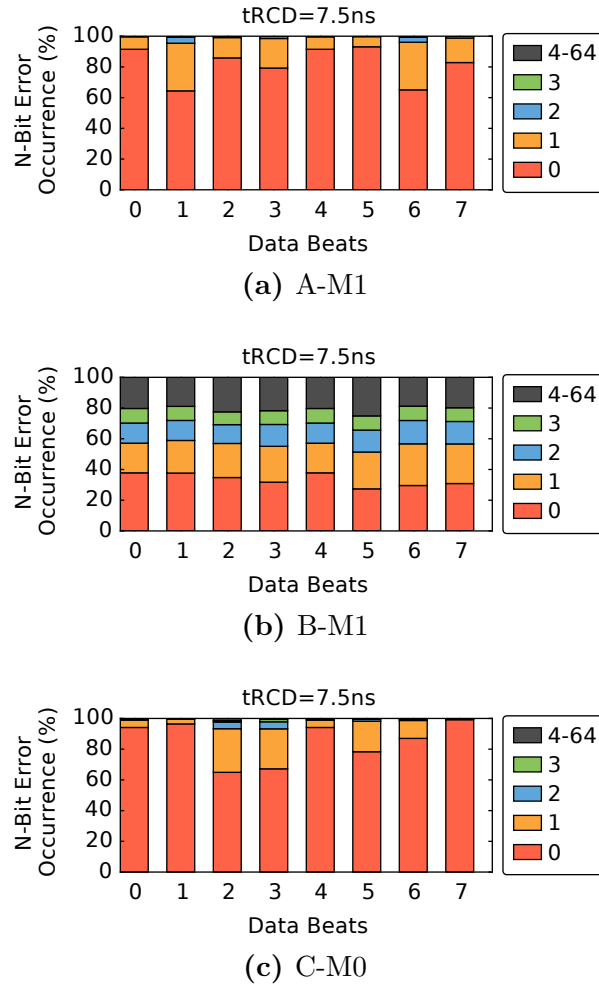 tRCD=7.5ns
N-Bit Error
Occurrence (%)
100
80
60
40
20
0
0 1 2 3 4 5 6 7
Data Beats
4-64
3
2
1
0
(a) A-M1
tRCD=7.5ns
N-Bit Error
Occurrence (%)
100
80
60
40
20
0
0 1 2 3 4 5 6 7
Data Beats
4-64
3
2
1
0
(b) B-M1
tRCD=7.5ns
N-Bit Error
Occurrence (%)
100
80
60
40
20
0
0 1 2 3 4 5 6 7
Data Beats
4-64
3
2
1
0
(c) C-M0